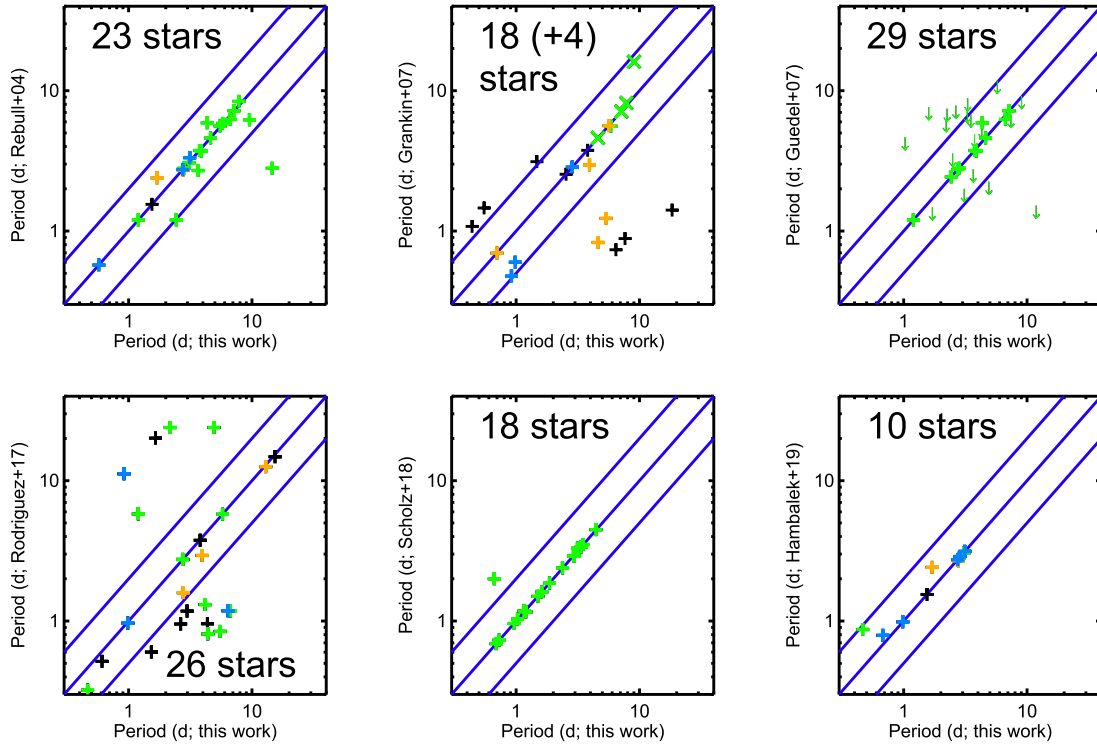 23 stars
10
1
Period (d; Rebull+04)
1 10
Period (d; this work)
18 (+4)
stars
10
1
Period (d; Grankin+07)
1 10
Period (d; this work)
29 stars
10
1
Period (d; Guedel+07)
1 10
Period (d; this work)
10
1
Period (d; Rodriguez+17)
26 stars
1 10
Period (d; this work)
18 stars
10
1
Period (d; Scholz+18)
1 10
Period (d; this work)
10 stars
10
1
Period (d; Hambalek+19)
1 10
Period (d; this work)